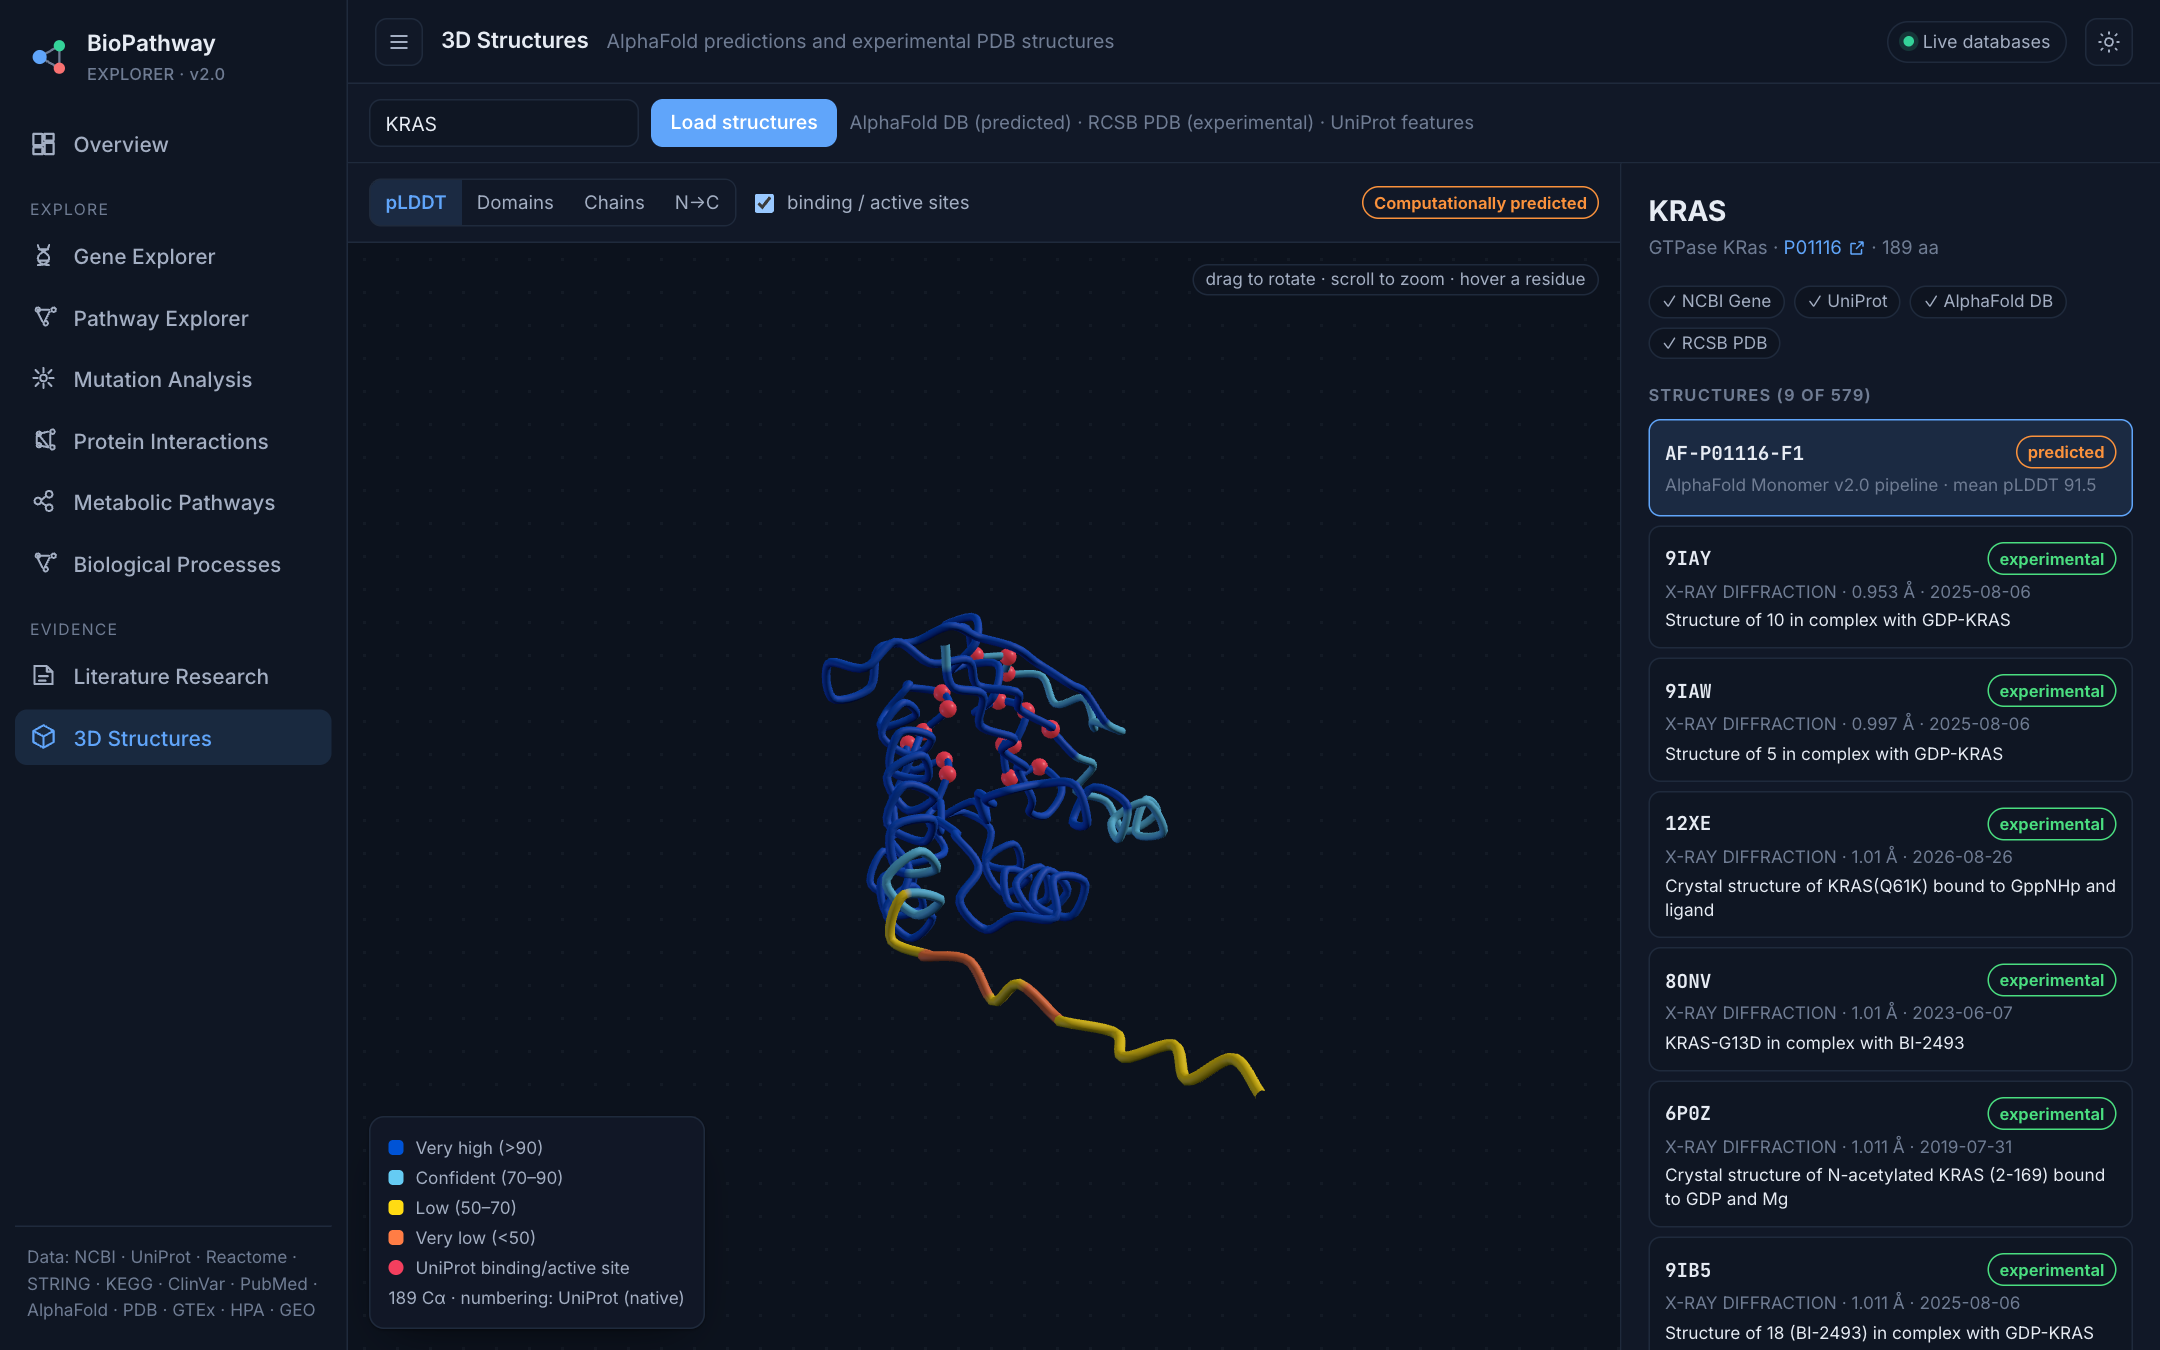 BioPathway
EXPLORER · v2.0
Overview
EXPLORE
Gene Explorer
Pathway Explorer
Mutation Analysis
Protein Interactions
Metabolic Pathways
Biological Processes
EVIDENCE
Literature Research
3D Structures
Data: NCBI · UniProt · Reactome ·
STRING · KEGG · ClinVar · PubMed ·
AlphaFold · PDB · GTEx · HPA · GEO
3D Structures AlphaFold predictions and experimental PDB structures
Live databases
KRAS Load structures AlphaFold DB (predicted) · RCSB PDB (experimental) · UniProt features
pLDDT Domains Chains N→C binding / active sites Computationally predicted
drag to rotate · scroll to zoom · hover a residue
Very high (>90)
Confident (70–90)
Low (50–70)
Very low (<50)
UniProt binding/active site
189 Cα · numbering: UniProt (native)
KRAS
GTPase KRas · P01116 · 189 aa
✓ NCBI Gene ✓ UniProt ✓ AlphaFold DB
✓ RCSB PDB
STRUCTURES (9 OF 579)
AF-P01116-F1 predicted
AlphaFold Monomer v2.0 pipeline · mean pLDDT 91.5
9IAY experimental
X-RAY DIFFRACTION · 0.953 Å · 2025-08-06
Structure of 10 in complex with GDP-KRAS
9IAW experimental
X-RAY DIFFRACTION · 0.997 Å · 2025-08-06
Structure of 5 in complex with GDP-KRAS
12XE experimental
X-RAY DIFFRACTION · 1.01 Å · 2026-08-26
Crystal structure of KRAS(Q61K) bound to GppNHp and
ligand
8ONV experimental
X-RAY DIFFRACTION · 1.01 Å · 2023-06-07
KRAS-G13D in complex with BI-2493
6P0Z experimental
X-RAY DIFFRACTION · 1.011 Å · 2019-07-31
Crystal structure of N-acetylated KRAS (2-169) bound
to GDP and Mg
9IB5 experimental
X-RAY DIFFRACTION · 1.011 Å · 2025-08-06
Structure of 18 (BI-2493) in complex with GDP-KRAS